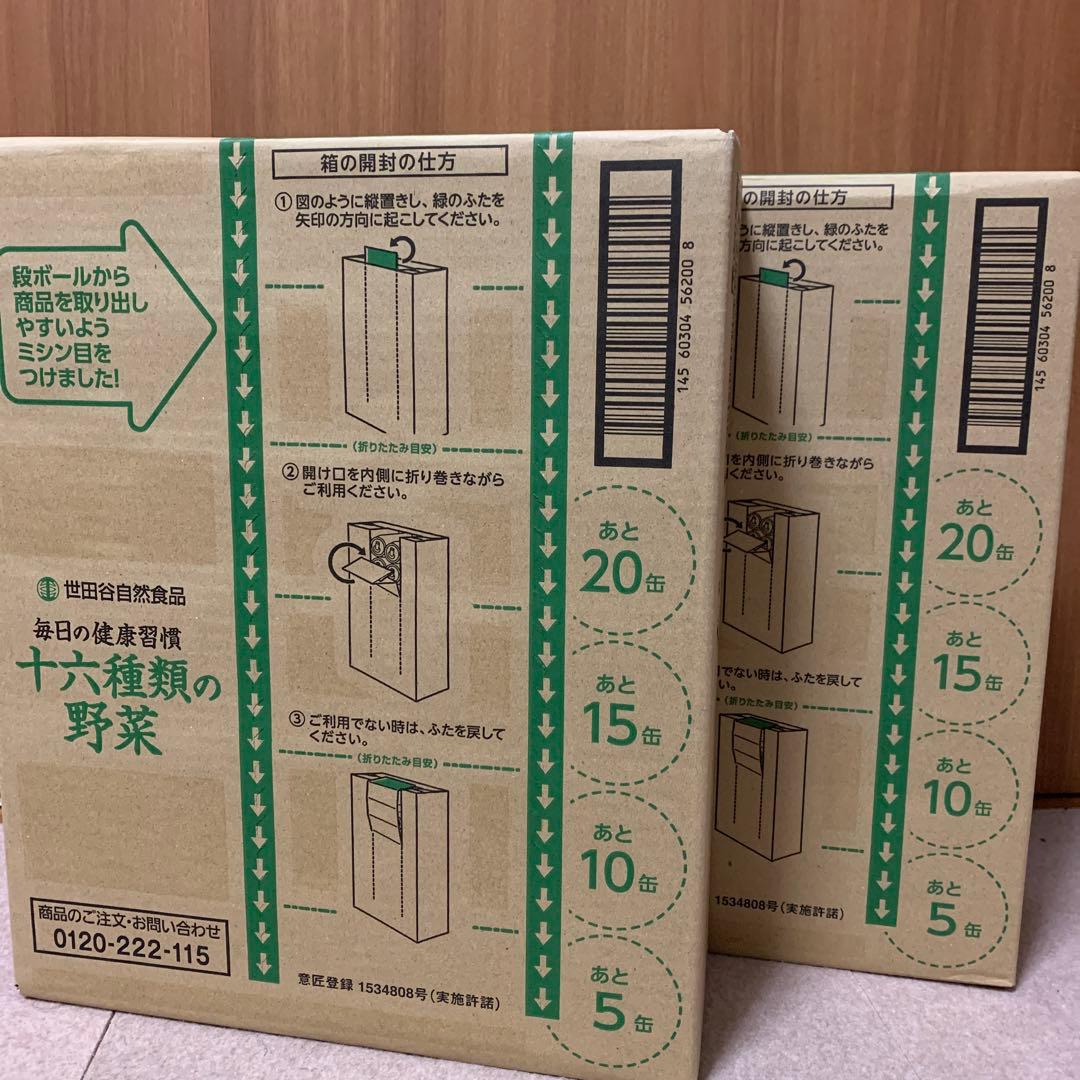 段ボールから
商品を取り出し
やすいよう
ミシン目を
つけました!
世田谷自然食品
毎日の健康習慣
十六種類の
野菜
商品のご注文・お問い合わせ
0120-222-115
箱の開封の仕方
① 図のように縦置きし、緑のふたを
矢印の方向に起こしてください。
(折りたたみ目安)
② 開け口を内側に折り巻きながら
ご利用ください。
③ ご利用でない時は、ふたを戻して
ください。
(折りたたみ目安)
意匠登録 1534808号(実施許諾)
145 60304 56200 8
あと
20缶
あと
15缶
あと
10缶
あと
5缶
の開封の仕方
うに縦置きし、緑のふたを
方向に起こしてください。
(折りたたみ目安)
を内側に折り巻きながら
ください。
でない時は、ふたを戻して
い。
(折りたたみ目安)
1534808号(実施許諾)
145 60304 56200 8
あと
20缶
あと
15缶
あと
10缶
あと
5缶